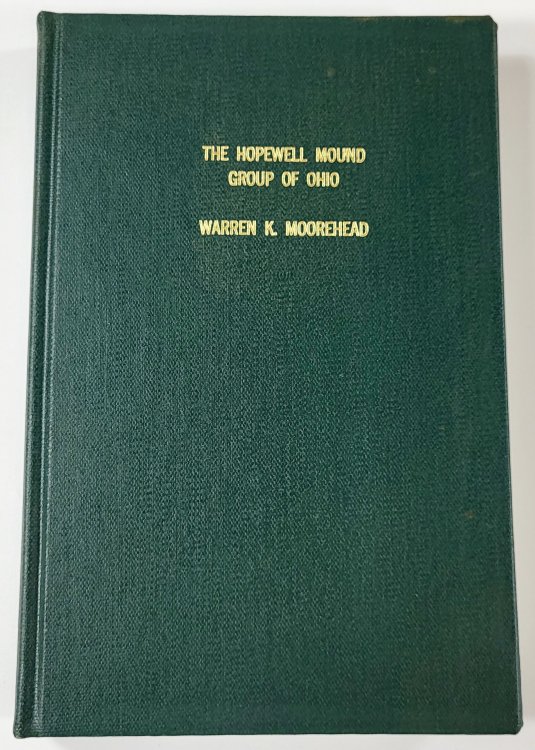 THE HOPEWELL MOUND
GROUP OF OHIO
WARREN K. MOOREHEAD